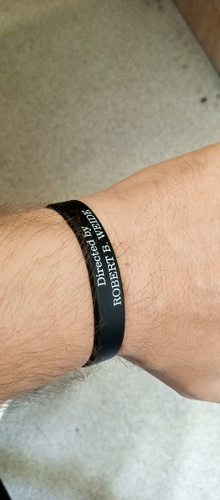 Directed by
ROBERT B. WEIDE